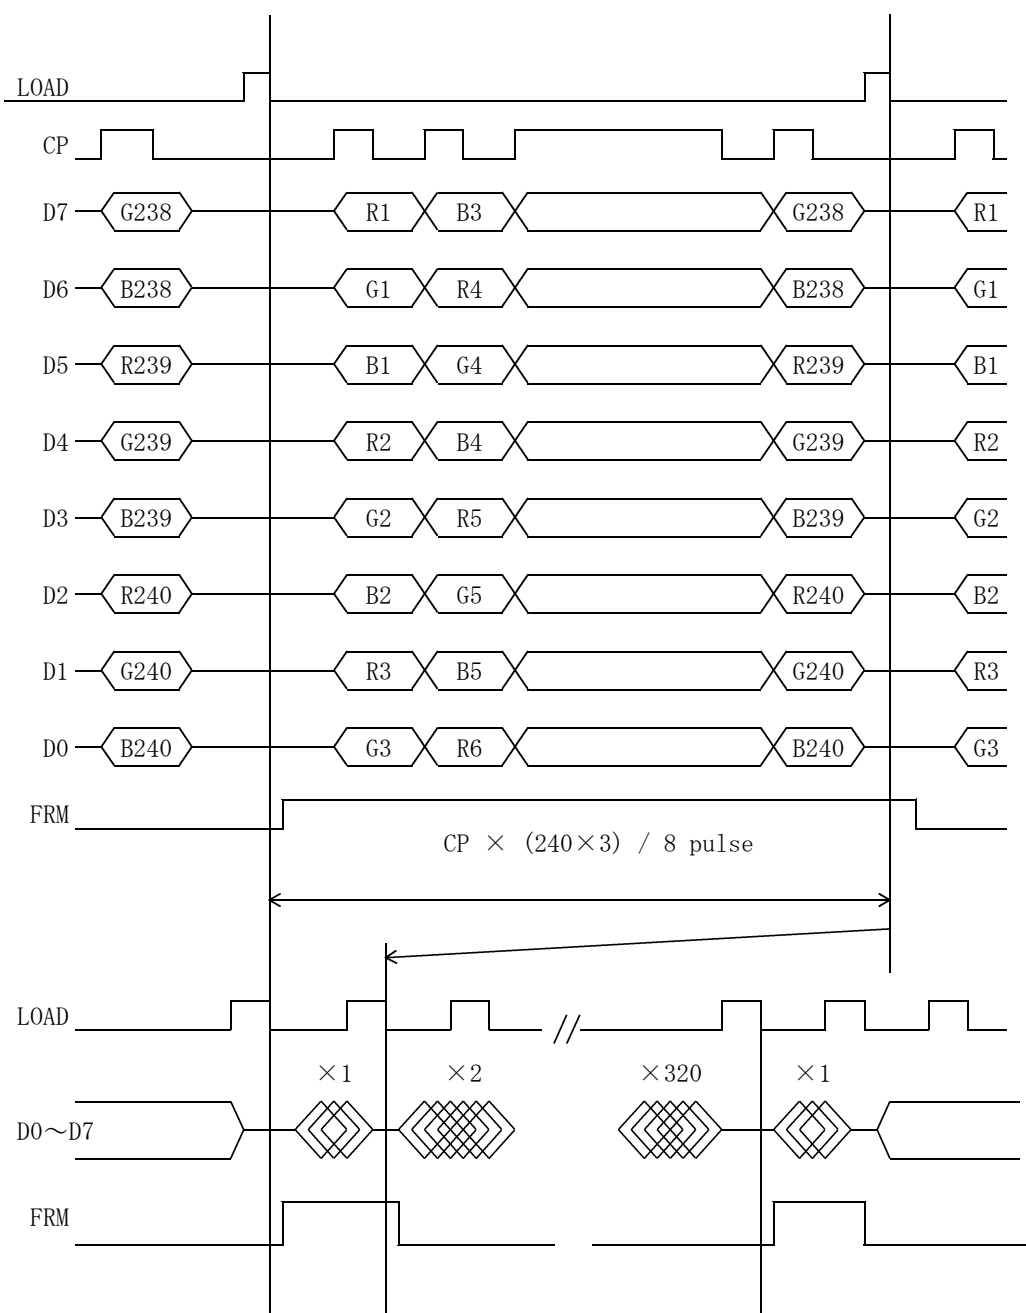 LOAD
CP
D7 G238 R1 B3 G238 R1
D6 B238 G1 R4 B238 G1
D5 R239 B1 G4 R239 B1
D4 G239 R2 B4 G239 R2
D3 B239 G2 R5 B239 G2
D2 R240 B2 G5 R240 B2
D1 G240 R3 B5 G240 R3
D0 B240 G3 R6 B240 G3
FRM
CP × (240×3) / 8 pulse
LOAD
×1 ×2 ×320 ×1
D0～D7
FRM